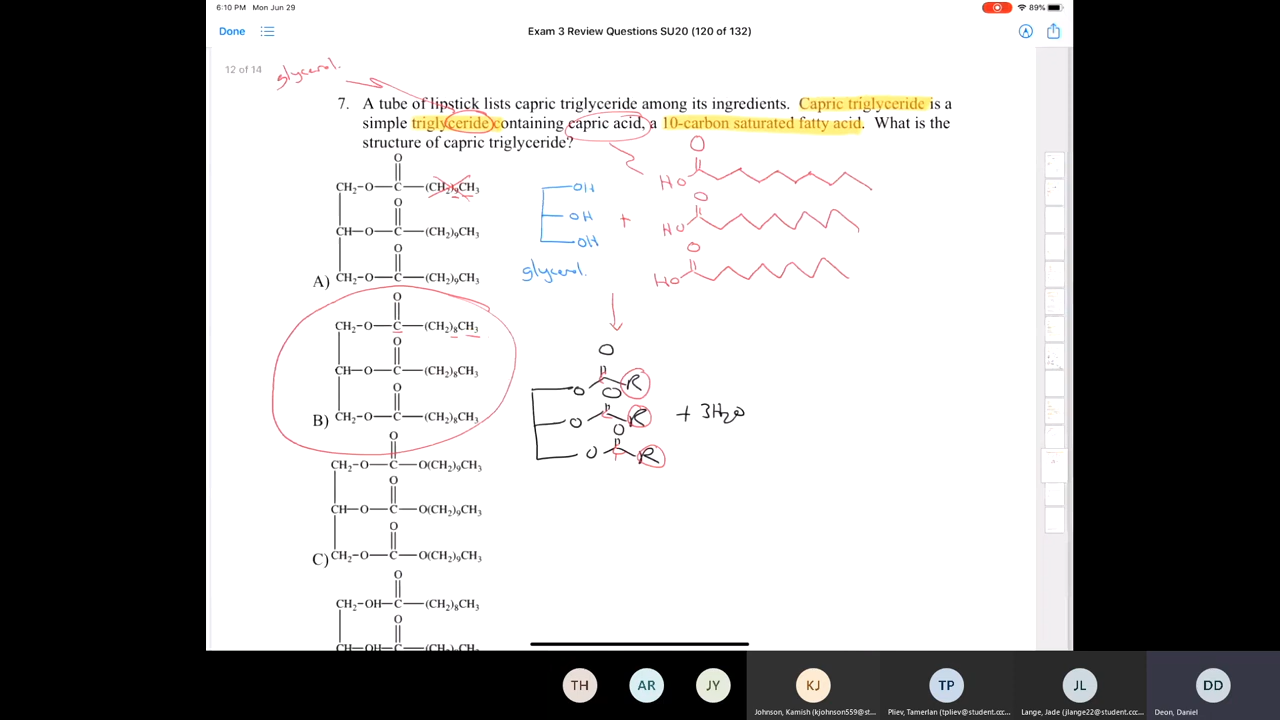 6:10 PM Mon Jun 29
89%
Done
Exam 3 Review Questions SU20 (120 of 132)
12 of 14
glycerol.
7. A tube of lipstick lists capric triglyceride among its ingredients. Capric triglyceride is a
simple triglyceride containing capric acid, a 10-carbon saturated fatty acid. What is the
structure of capric triglyceride?
O
CH₂-O—C—(CH₂)₉CH₃
O
CH—O—C—(CH₂)₉CH₃
O
A) CH₂-O—C—(CH₂)₉CH₃
O
CH₂-O—C—(CH₂)₈CH₃
O
CH—O—C—(CH₂)₈CH₃
O
B) CH₂-O—C—(CH₂)₈CH₃
O
CH₂-O—C—O(CH₂)₉CH₃
O
CH—O—C—O(CH₂)₉CH₃
O
C) CH₂-O—C—O(CH₂)₉CH₃
O
CH₂-OH—C—(CH₂)₈CH₃
O
OH
OH
OH
glycerol.
+
O
HO
O
HO
O
HO
O
O R
O
O R
O
O R
+ 3H₂O
TH
AR
JY
KJ
TP
JL
DD
Johnson, Kamish (kjohnson559@st...
Pliev, Tamerlan (tpliev@student.ccc...
Lange, Jade (jlange22@student.ccc...
Deon, Daniel